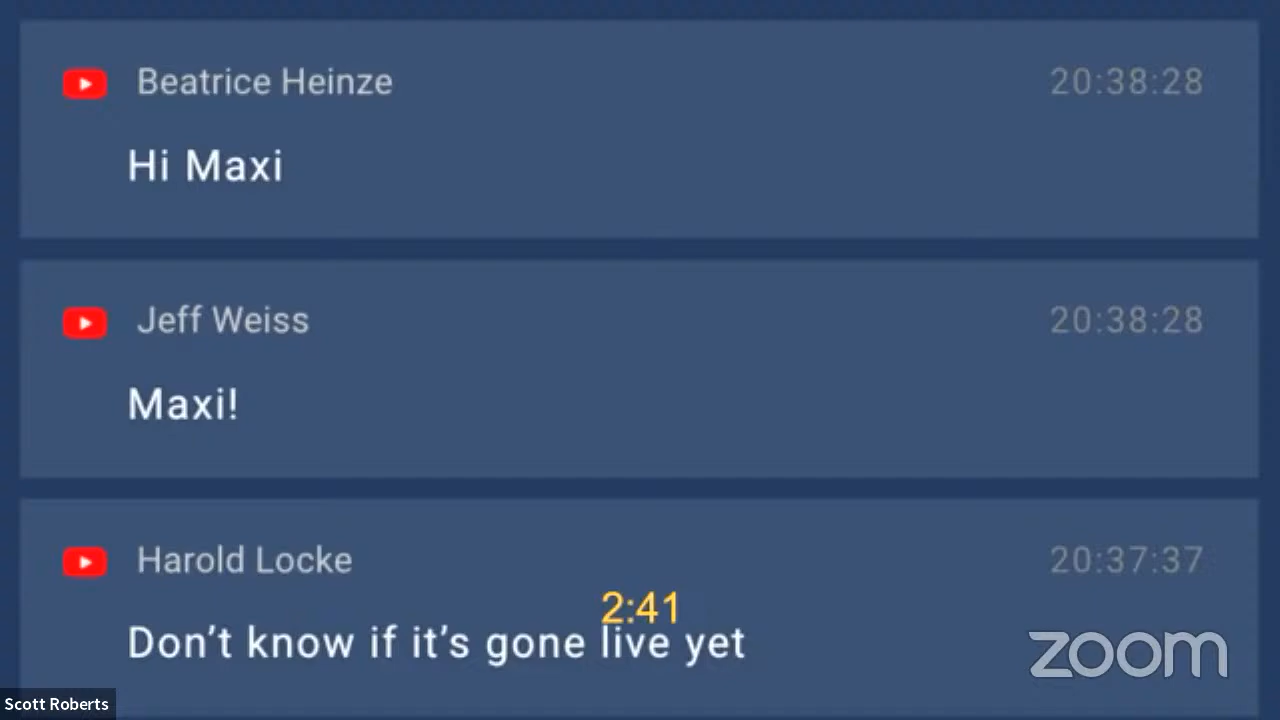 Beatrice Heinze 20:38:28
Hi Maxi
Jeff Weiss 20:38:28
Maxi!
Harold Locke 20:37:37
2:41
Don’t know if it’s gone live yet
zoom
Scott Roberts